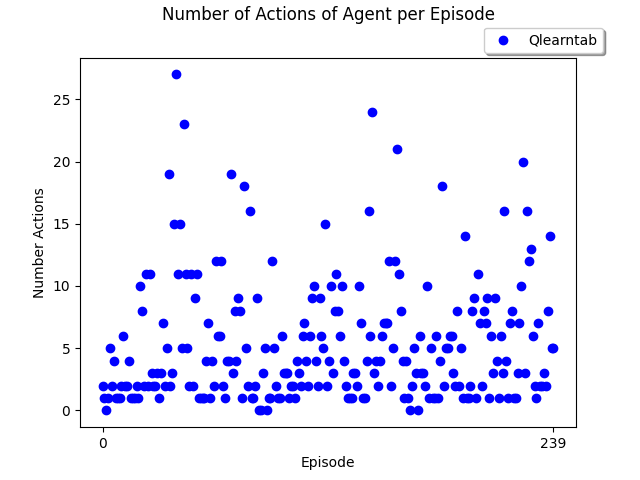 Number of Actions of Agent per Episode
Qlearntab
25
20
15
10
5
0
Number Actions
0
239
Episode